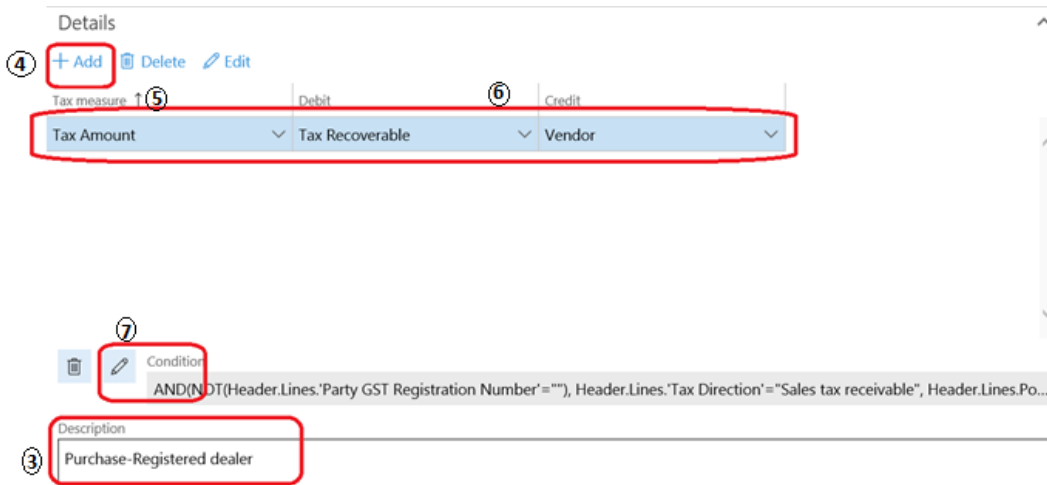 Details
④ + Add Delete Edit
Tax measure ↑ ⑤ Debit ⑥ Credit
Tax Amount Tax Recoverable Vendor
⑦
Condition
AND(NOT(Header.Lines.'Party GST Registration Number'=""), Header.Lines.'Tax Direction'="Sales tax receivable", Header.Lines.Po...
Description
③ Purchase-Registered dealer